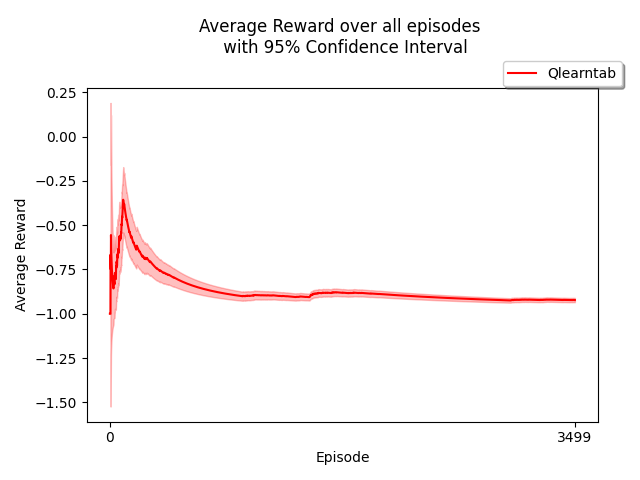 Average Reward over all episodes
with 95% Confidence Interval
Qlearntab
0.25
0.00
−0.25
−0.50
−0.75
−1.00
−1.25
−1.50
Average Reward
0 3499
Episode